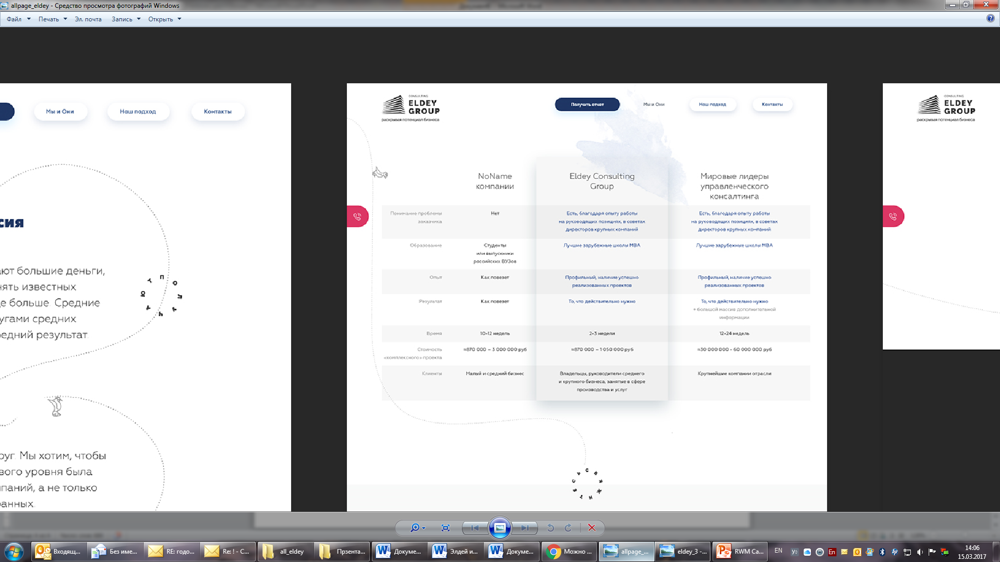 allpage_eldey - Средство просмотра фотографий Windows
Файл
Печать
Эл. почта
Запись
Открыть
Мы и Они
Наш подход
Контакты
сия
ают большие деньги,
нять известных
е больше. Средние
угами средних
едний результат.
ПОЛУЧАЮТ
руг. Мы хотим, чтобы
вого уровня была
паний, а не только
ранных.
CONSULTING
ELDEY
GROUP
раскрывая потенциал бизнеса
Получить отчет
Мы и Они
Наш подход
Контакты
NoName
компании
Eldey Consulting
Group
Мировые лидеры
управленческого
консалтинга
Понимание проблемы
заказчика
Нет
Есть, благодаря опыту работы
на руководящих позициях, в советах
директоров крупных компаний
Есть, благодаря опыту работы
на руководящих позициях, в советах
директоров крупных компаний
Образование
Студенты
или выпускники
российских ВУЗов
Лучшие зарубежные школы MBA
Лучшие зарубежные школы MBA
Опыт
Как повезет
Профильный, наличие успешно
реализованных проектов
Профильный, наличие успешно
реализованных проектов
Результат
Как повезет
То, что действительно нужно
То, что действительно нужно
+ большой массив дополнительной
информации
Время
10-12 недель
2-3 недели
12-24 недель
Стоимость
«комплексного» проекта
≈870 000 – 3 000 000 руб
≈870 000 – 1 050 000 руб
≈30 000 000 - 60 000 000 руб
Клиенты
Малый и средний бизнес
Владельцы, руководители среднего
и крупного бизнеса, занятые в сфере
производства и услуг
Крупнейшие компании отрасли
CONSULTING
ELDEY
GROUP
раскрывая потенциал бизнеса
Входящ...
Без име...
RE: годо...
Re: ! - С...
all_eldey
Прзента...
Докуме...
Элдей и...
Докуме...
Можно ...
allpage_...
eldey_3 -...
RWM Ca...
EN
14:06
15.03.2017